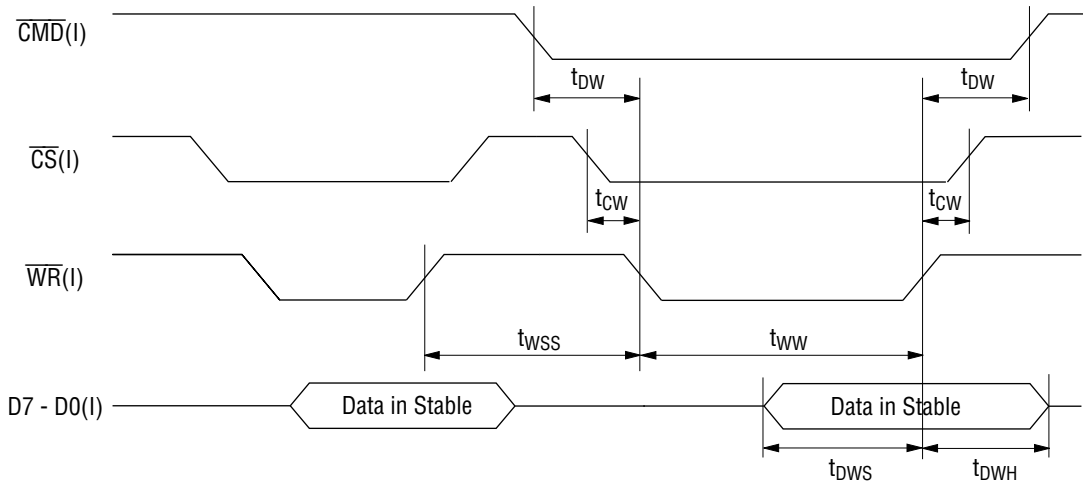 CMD(I)
tDW tDW
CS(I)
tCW tCW
WR(I)
tWSS tWW
D7 - D0(I) Data in Stable Data in Stable
tDWS tDWH